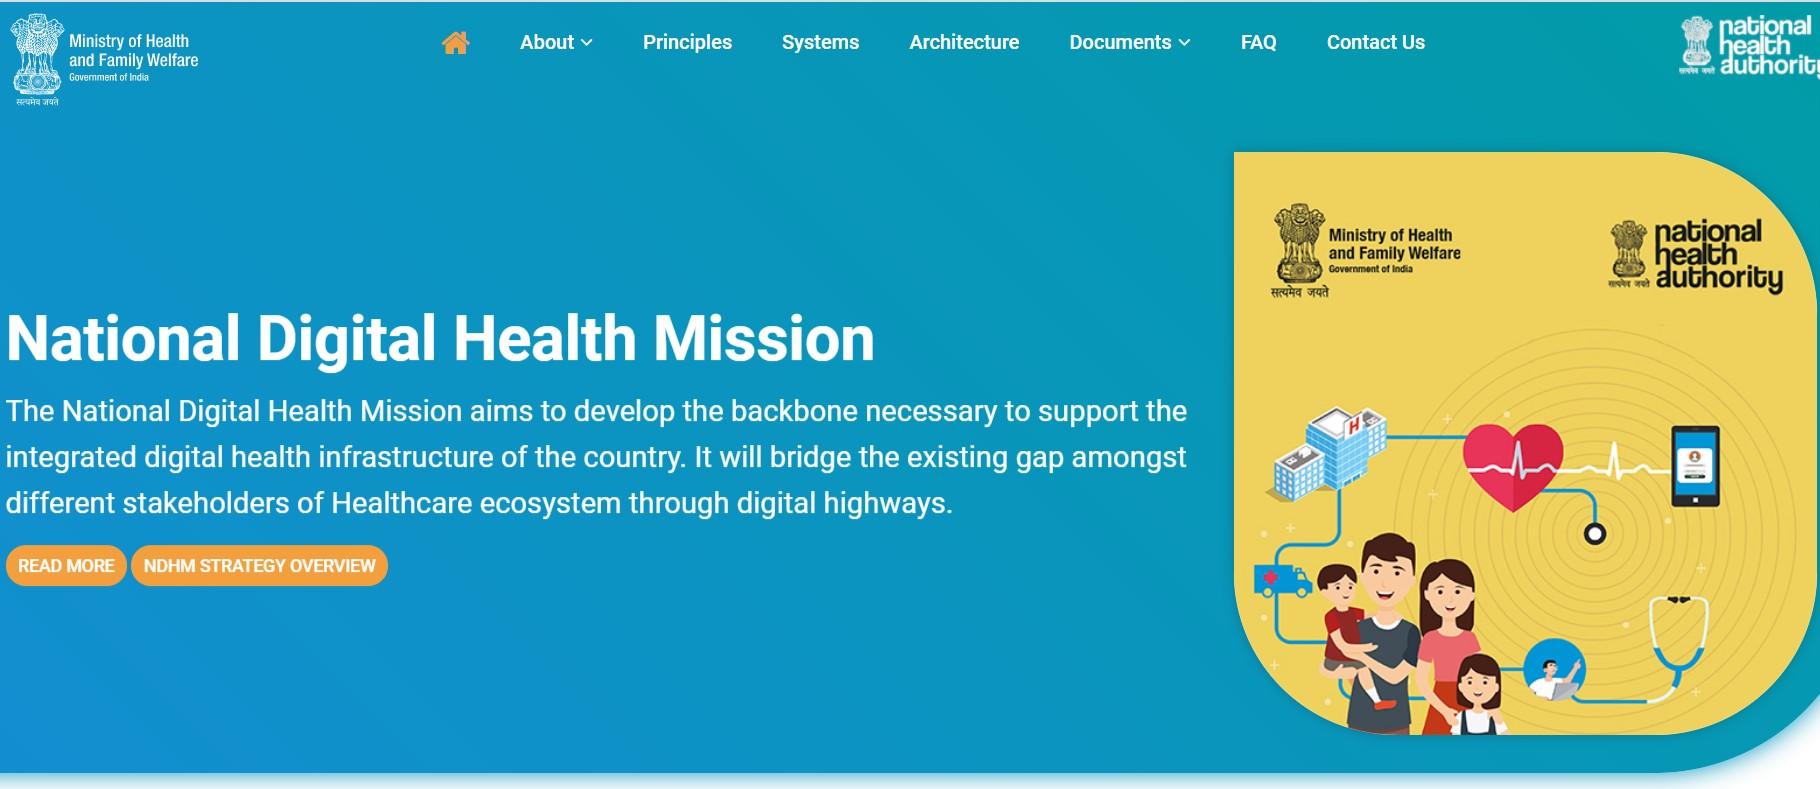 Ministry of Health
and Family Welfare
Government of India
सत्यमेव जयते
About
Principles
Systems
Architecture
Documents
FAQ
Contact Us
national
health
authority
सत्यमेव जयते
National Digital Health Mission
The National Digital Health Mission aims to develop the backbone necessary to support the
integrated digital health infrastructure of the country. It will bridge the existing gap amongst
different stakeholders of Healthcare ecosystem through digital highways.
READ MORE
NDHM STRATEGY OVERVIEW
Ministry of Health
and Family Welfare
Government of India
सत्यमेव जयते
national
health
authority
सत्यमेव जयते
H
H